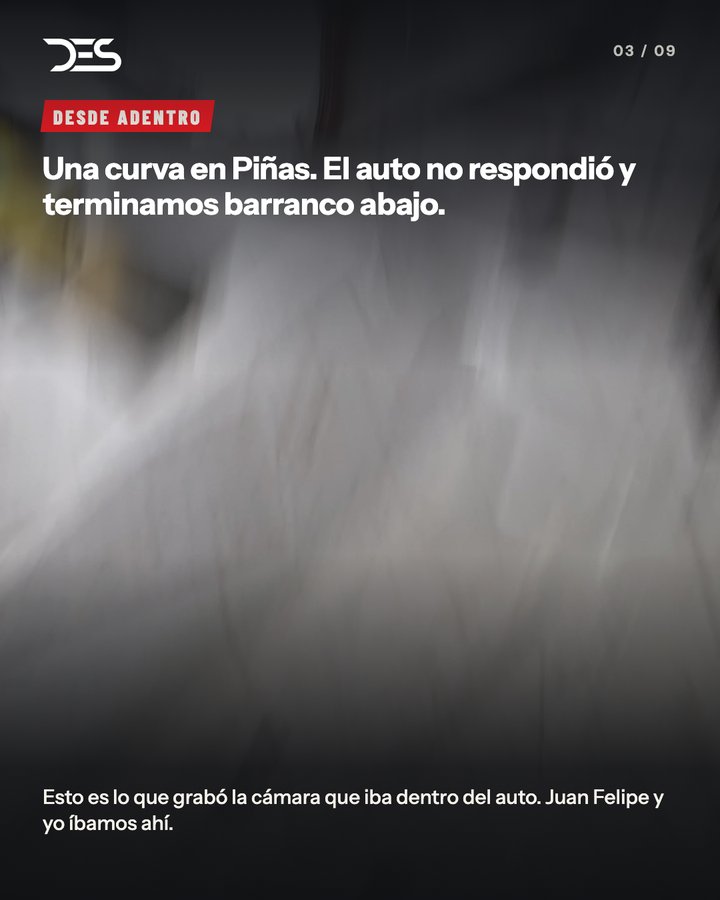 DES
03 / 09
DESDE ADENTRO
Una curva en Piñas. El auto no respondió y
terminamos barranco abajo.
Esto es lo que grabó la cámara que iba dentro del auto. Juan Felipe y
yo íbamos ahí.